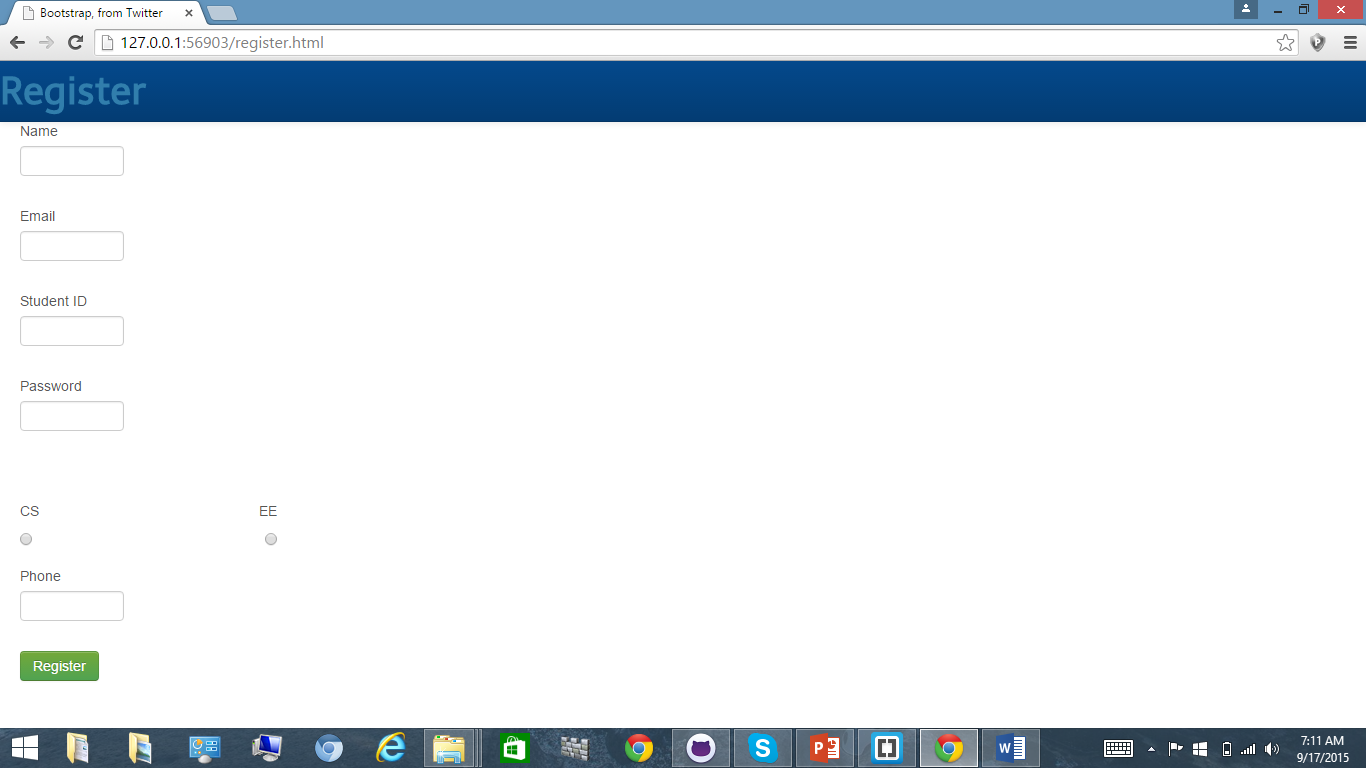 Bootstrap, from Twitter
127.0.0.1:56903/register.html
Register
Name
Email
Student ID
Password
CS EE
Phone
Register
7:11 AM
9/17/2015